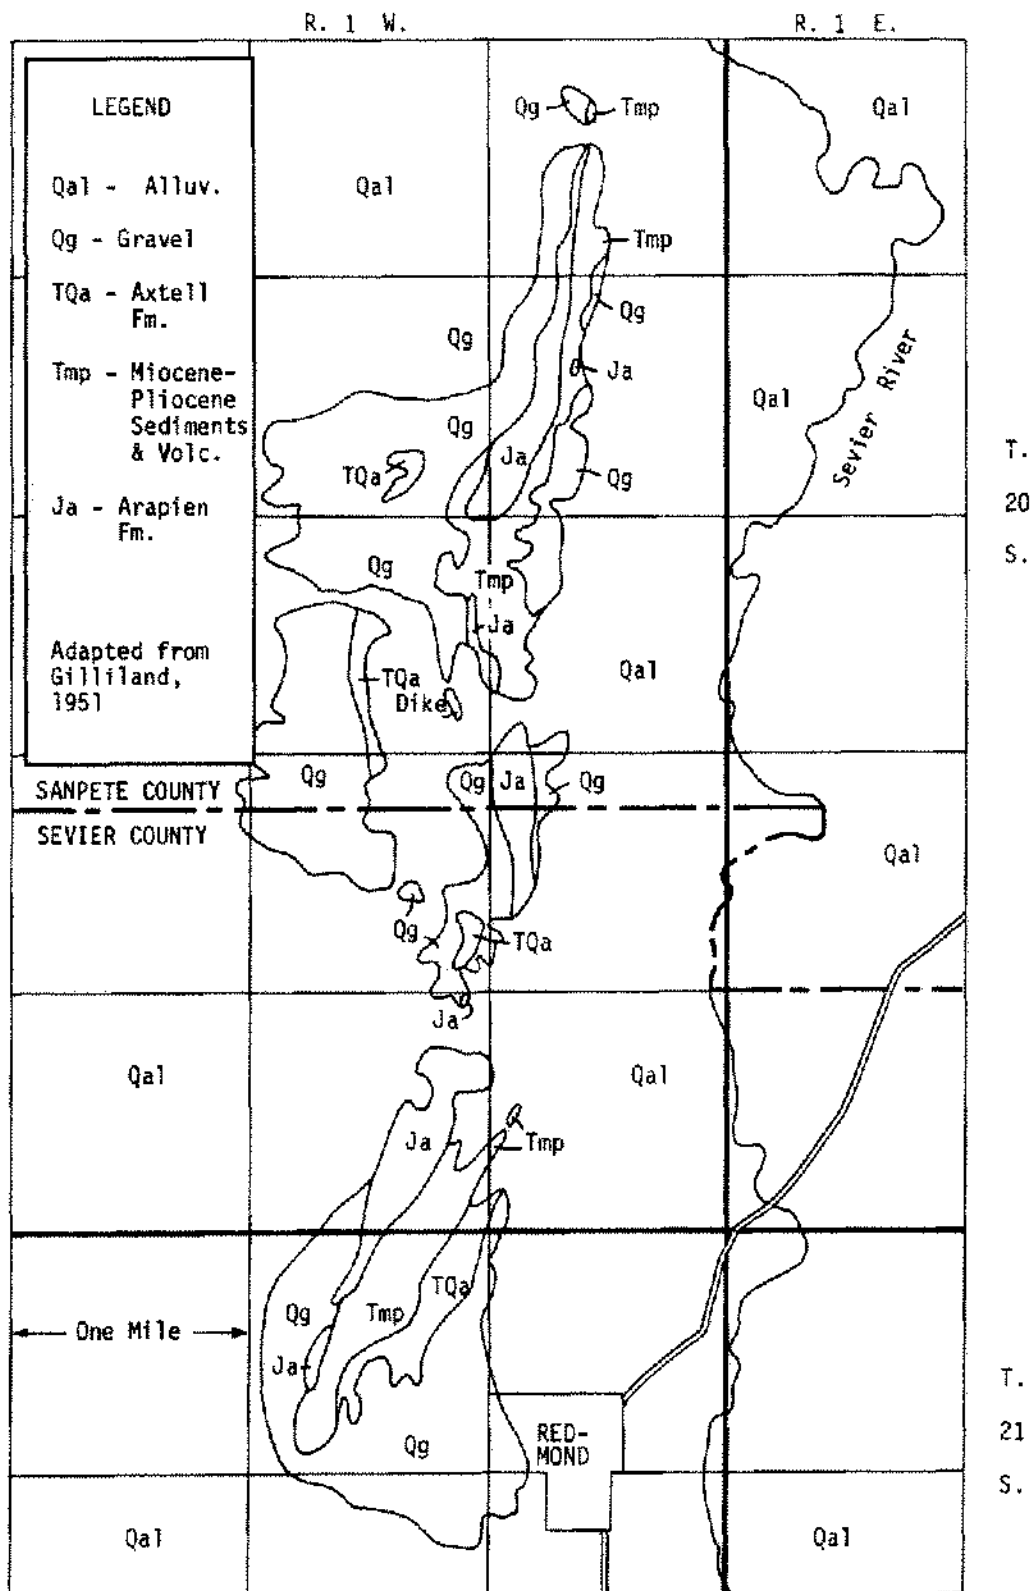 R. 1 W.
R. 1 E.
LEGEND
Qal - Alluv.
Qg - Gravel
TQa - Axtell
Fm.
Tmp - Miocene-
Pliocene
Sediments
& Volc.
Ja - Arapien
Fm.
Adapted from
Gilliland,
1951
Qg
Tmp
Qal
Qal
Tmp
Qg
Qg
Ja
Qal
Sevier River
Qg
Ja
TQa
Qg
T.
20
S.
Qg
Tmp
Ja
TQa
Dike
Qal
Qg
Qg
Ja
Qg
SANPETE COUNTY
SEVIER COUNTY
Qal
Qg
TQa
Ja
Qal
Qal
Ja
Tmp
TQa
Qg
Tmp
One Mile
Ja
T.
21
S.
RED-
MOND
Qg
Qal
Qal